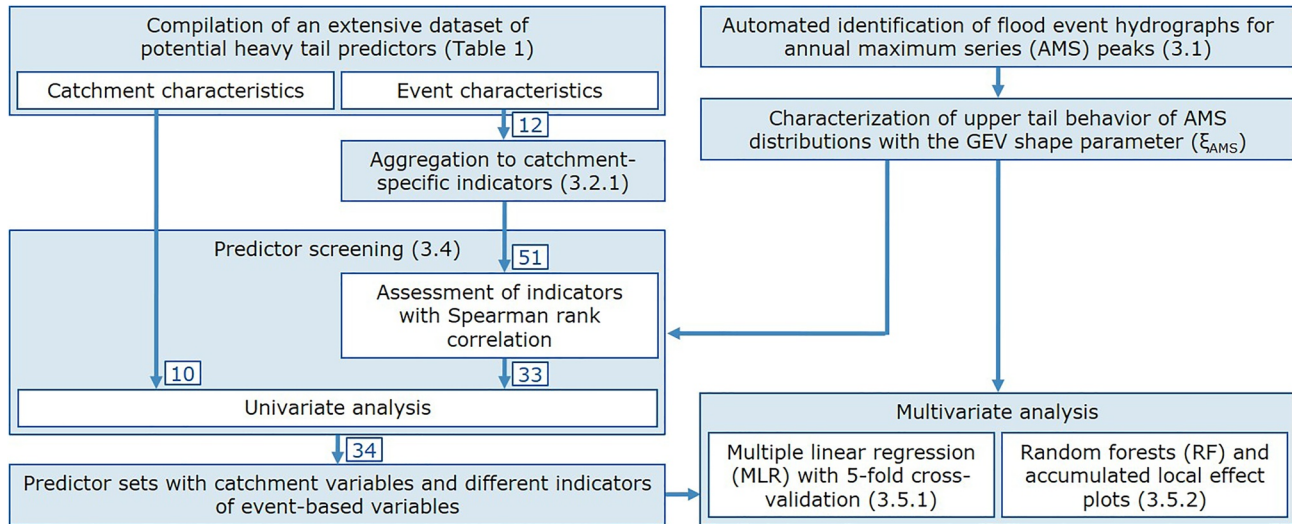 Compilation of an extensive dataset of
potential heavy tail predictors (Table 1)
Catchment characteristics
Event characteristics
12
Aggregation to catchment-
specific indicators (3.2.1)
Predictor screening (3.4)
51
Assessment of indicators
with Spearman rank
correlation
10
33
Univariate analysis
34
Predictor sets with catchment variables and different indicators
of event-based variables
Automated identification of flood event hydrographs for
annual maximum series (AMS) peaks (3.1)
Characterization of upper tail behavior of AMS
distributions with the GEV shape parameter (ξAMS)
Multivariate analysis
Multiple linear regression
(MLR) with 5-fold cross-
validation (3.5.1)
Random forests (RF) and
accumulated local effect
plots (3.5.2)